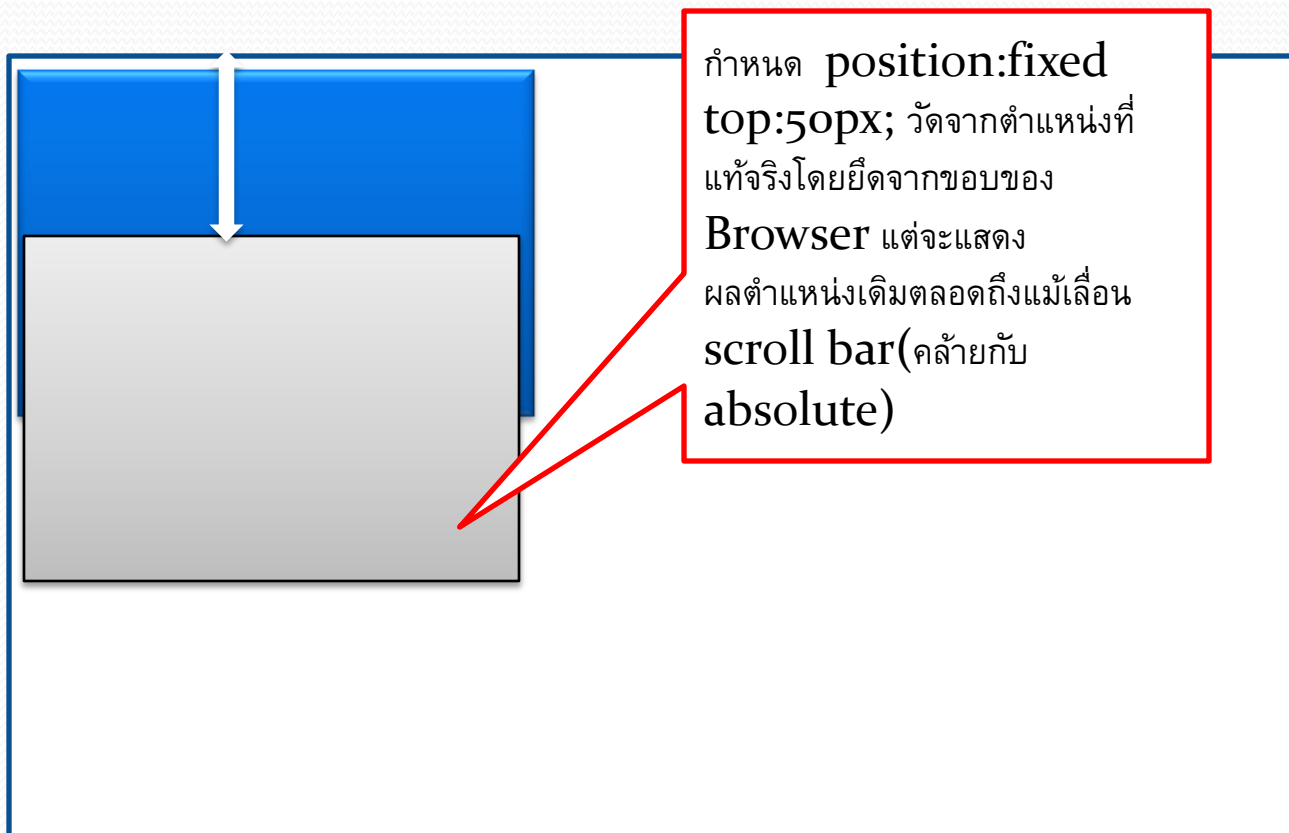 กำหนด position:fixed
top:50px; วัดจากตำแหน่งที่
แท้จริงโดยยึดจากขอบของ
Browser แต่จะแสดง
ผลตำแหน่งเดิมตลอดถึงแม้เลื่อน
scroll bar(คล้ายกับ
absolute)